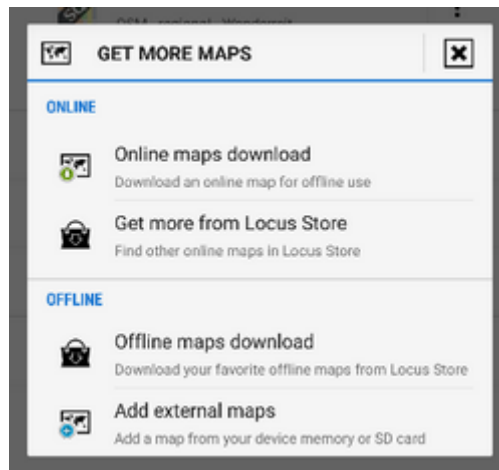 GET MORE MAPS
ONLINE
Online maps download
Download an online map for offline use
Get more from Locus Store
Find other online maps in Locus Store
OFFLINE
Offline maps download
Download your favorite offline maps from Locus Store
Add external maps
Add a map from your device memory or SD card